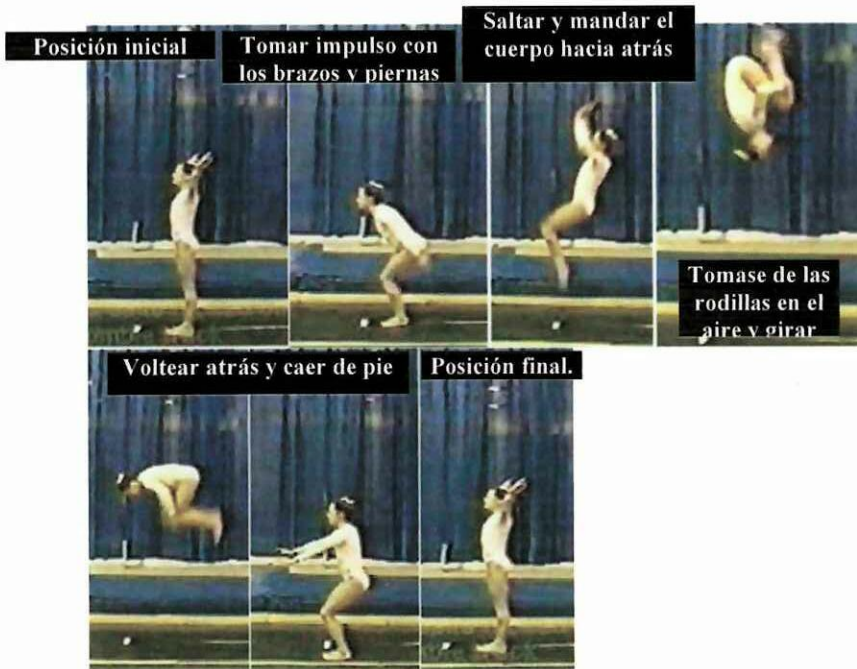 Posición inicial
Tomar impulso con
los brazos y piernas
Saltar y mandar el
cuerpo hacia atrás
Tomase de las
rodillas en el
aire y girar
Voltear atrás y caer de pie
Posición final.